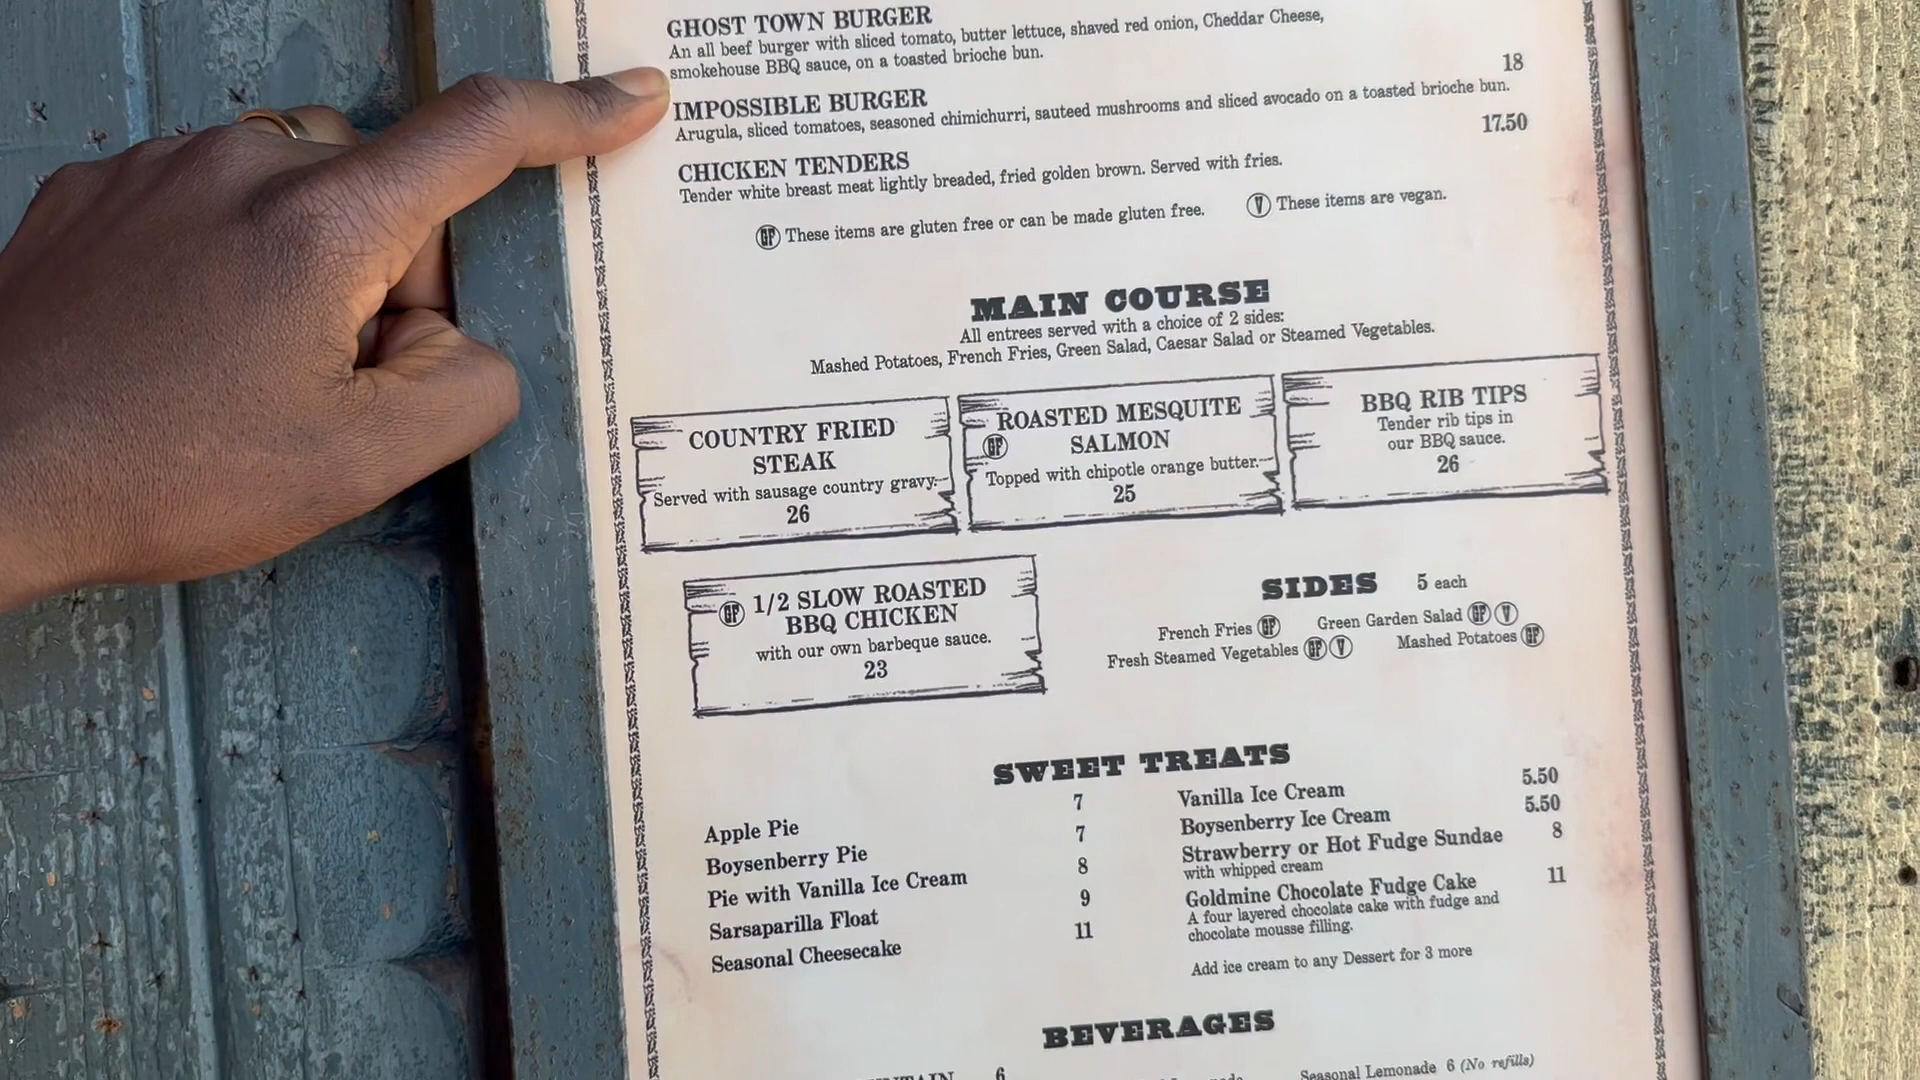 GHOST TOWN BURGER
An all beef burger with sliced tomato, butter lettuce, shaved red onion, Cheddar Cheese,
smokehouse BBQ sauce, on a toasted brioche bun.
IMPOSSIBLE BURGER 18
Arugula, sliced tomatoes, seasoned chimichurri, sauteed mushrooms and sliced avocado on a toasted brioche bun.
CHICKEN TENDERS 17.50
Tender white breast meat lightly breaded, fried golden brown. Served with fries.
GF These items are gluten free or can be made gluten free. V These items are vegan.
MAIN COURSE
All entrees served with a choice of 2 sides:
Mashed Potatoes, French Fries, Green Salad, Caesar Salad or Steamed Vegetables.
COUNTRY FRIED
STEAK
Served with sausage country gravy.
26
ROASTED MESQUITE
GF SALMON
Topped with chipotle orange butter.
25
BBQ RIB TIPS
Tender rib tips in
our BBQ sauce.
26
GF 1/2 SLOW ROASTED
BBQ CHICKEN
with our own barbeque sauce.
23
SIDES 5 each
French Fries GF Green Garden Salad GF V
Fresh Steamed Vegetables GF V Mashed Potatoes GF
SWEET TREATS
Apple Pie 7
Boysenberry Pie 7
Pie with Vanilla Ice Cream 8
Sarsaparilla Float 9
Seasonal Cheesecake 11
Vanilla Ice Cream 5.50
Boysenberry Ice Cream 5.50
Strawberry or Hot Fudge Sundae 8
with whipped cream
Goldmine Chocolate Fudge Cake 11
A four layered chocolate cake with fudge and
chocolate mousse filling.
Add ice cream to any Dessert for 3 more
BEVERAGES
6
Seasonal Lemonade 6 (No refills)